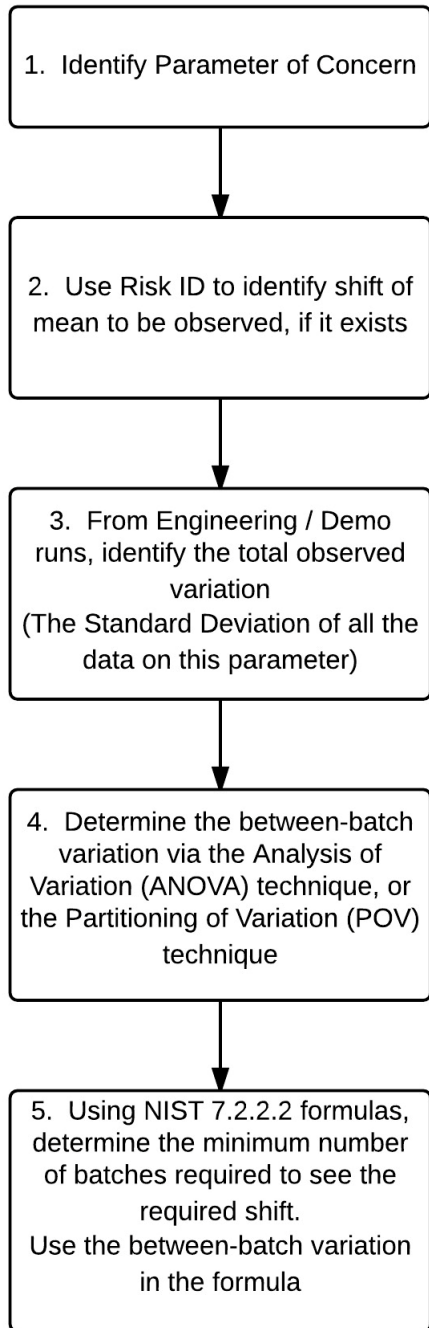 1. Identify Parameter of Concern
2. Use Risk ID to identify shift of
mean to be observed, if it exists
3. From Engineering / Demo
runs, identify the total observed
variation
(The Standard Deviation of all the
data on this parameter)
4. Determine the between-batch
variation via the Analysis of
Variation (ANOVA) technique, or
the Partitioning of Variation (POV)
technique
5. Using NIST 7.2.2.2 formulas,
determine the minimum number
of batches required to see the
required shift.
Use the between-batch variation
in the formula